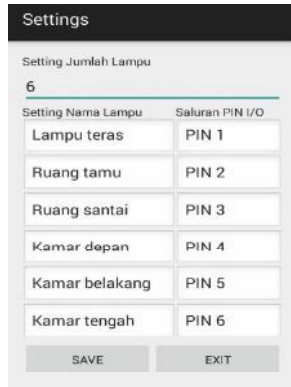 Settings
Setting Jumlah Lampu
6
Setting Nama Lampu Saluran PIN I/O
Lampu teras PIN 1
Ruang tamu PIN 2
Ruang santai PIN 3
Kamar depan PIN 4
Kamar belakang PIN 5
Kamar tengah PIN 6
SAVE EXIT